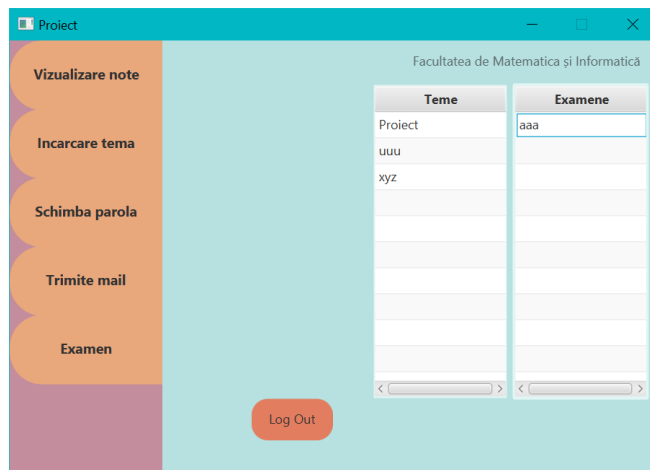 Proiect
Vizualizare note
Incarcare tema
Schimba parola
Trimite mail
Examen
Facultatea de Matematica și Informatică
Teme
Proiect
uuu
xyz
Examene
aaa
Log Out